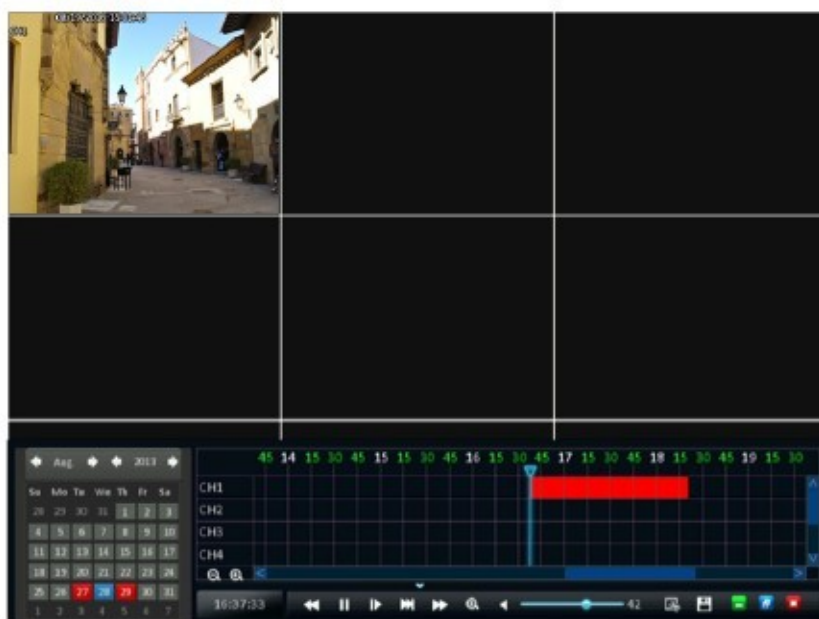 CH1
45 14 15 30 45 15 15 30 45 16 15 30 45 17 15 30 45 18 15 30 45 19 15 30
Aug 2013
Su Mo Tu We Th Fr Sa
28 29 30 31 1 2 3
4 5 6 7 8 9 10
11 12 13 14 15 16 17
18 19 20 21 22 23 24
25 26 27 28 29 30 31
1 2 3 4 5 6 7
CH1
CH2
CH3
CH4
16:37:33
42